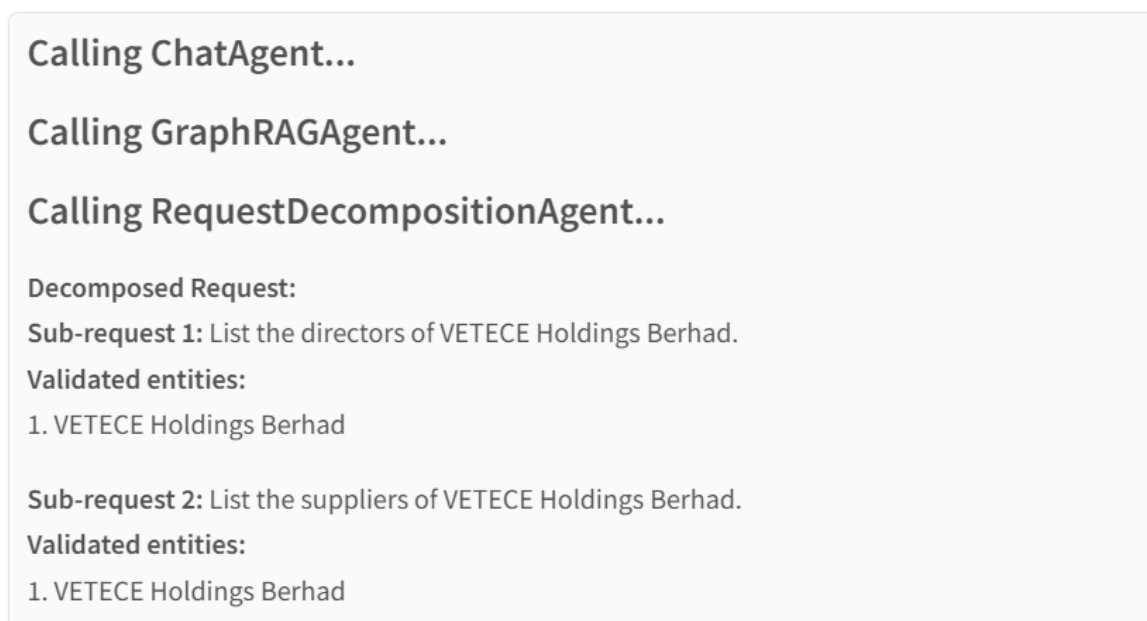 Calling ChatAgent...
Calling GraphRAGAgent...
Calling RequestDecompositionAgent...
Decomposed Request:
Sub-request 1: List the directors of VETECE Holdings Berhad.
Validated entities:
1. VETECE Holdings Berhad
Sub-request 2: List the suppliers of VETECE Holdings Berhad.
Validated entities:
1. VETECE Holdings Berhad